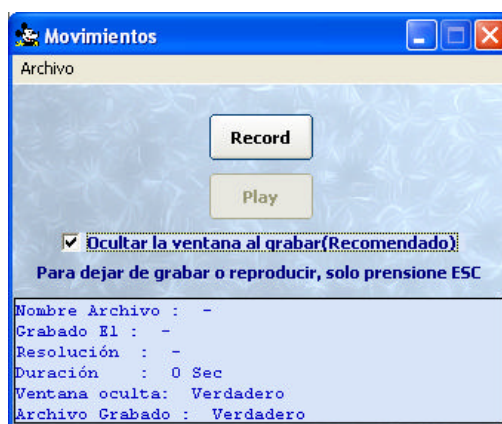 Movimientos
Archivo
Record
Play
Ocultar la ventana al grabar(Recomendado)
Para dejar de grabar o reproducir, solo prensione ESC
Nombre Archivo :  -
Grabado El :  -
Resolución  :  -
Duración    :  0 Sec
Ventana oculta:  Verdadero
Archivo Grabado :  Verdadero